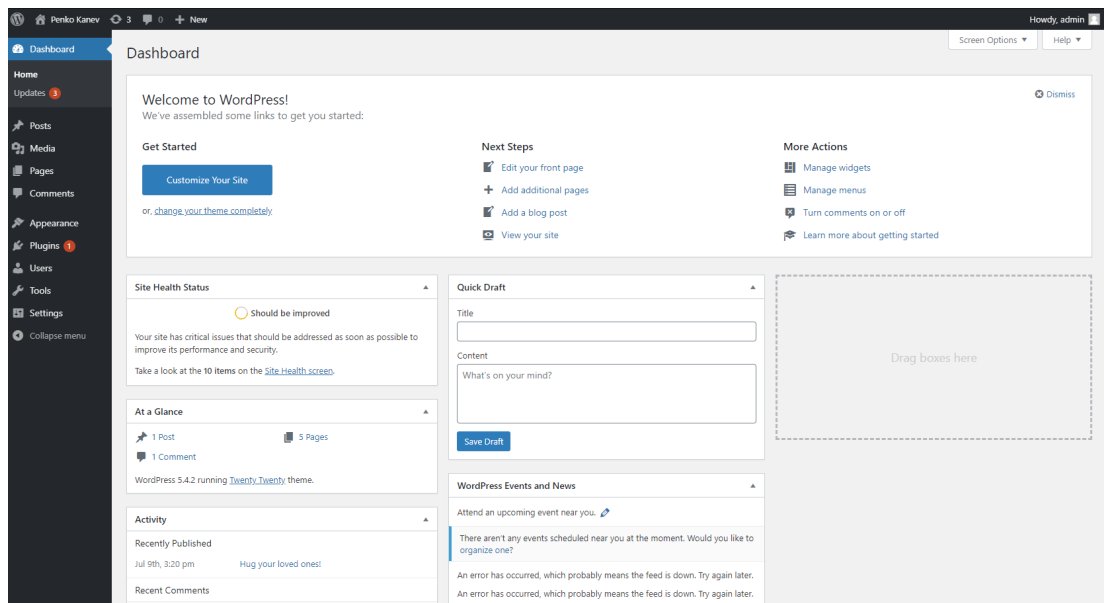 Penko Kanev 3 0 New Howdy, admin
Screen Options Help
Dashboard
Home
Updates 3
Posts
Media
Pages
Comments
Appearance
Plugins 1
Users
Tools
Settings
Collapse menu
Dashboard
Welcome to WordPress!
We've assembled some links to get you started:
Dismiss
Get Started
Customize Your Site
or, change your theme completely
Next Steps
Edit your front page
Add additional pages
Add a blog post
View your site
More Actions
Manage widgets
Manage menus
Turn comments on or off
Learn more about getting started
Site Health Status
Should be improved
Your site has critical issues that should be addressed as soon as possible to
improve its performance and security.
Take a look at the 10 items on the Site Health screen.
At a Glance
1 Post 5 Pages
1 Comment
WordPress 5.4.2 running Twenty Twenty theme.
Activity
Recently Published
Jul 9th, 3:20 pm Hug your loved ones!
Recent Comments
Quick Draft
Title
Content
What's on your mind?
Save Draft
WordPress Events and News
Attend an upcoming event near you.
There aren't any events scheduled near you at the moment. Would you like to
organize one?
An error has occurred, which probably means the feed is down. Try again later.
An error has occurred, which probably means the feed is down. Try again later.
Drag boxes here